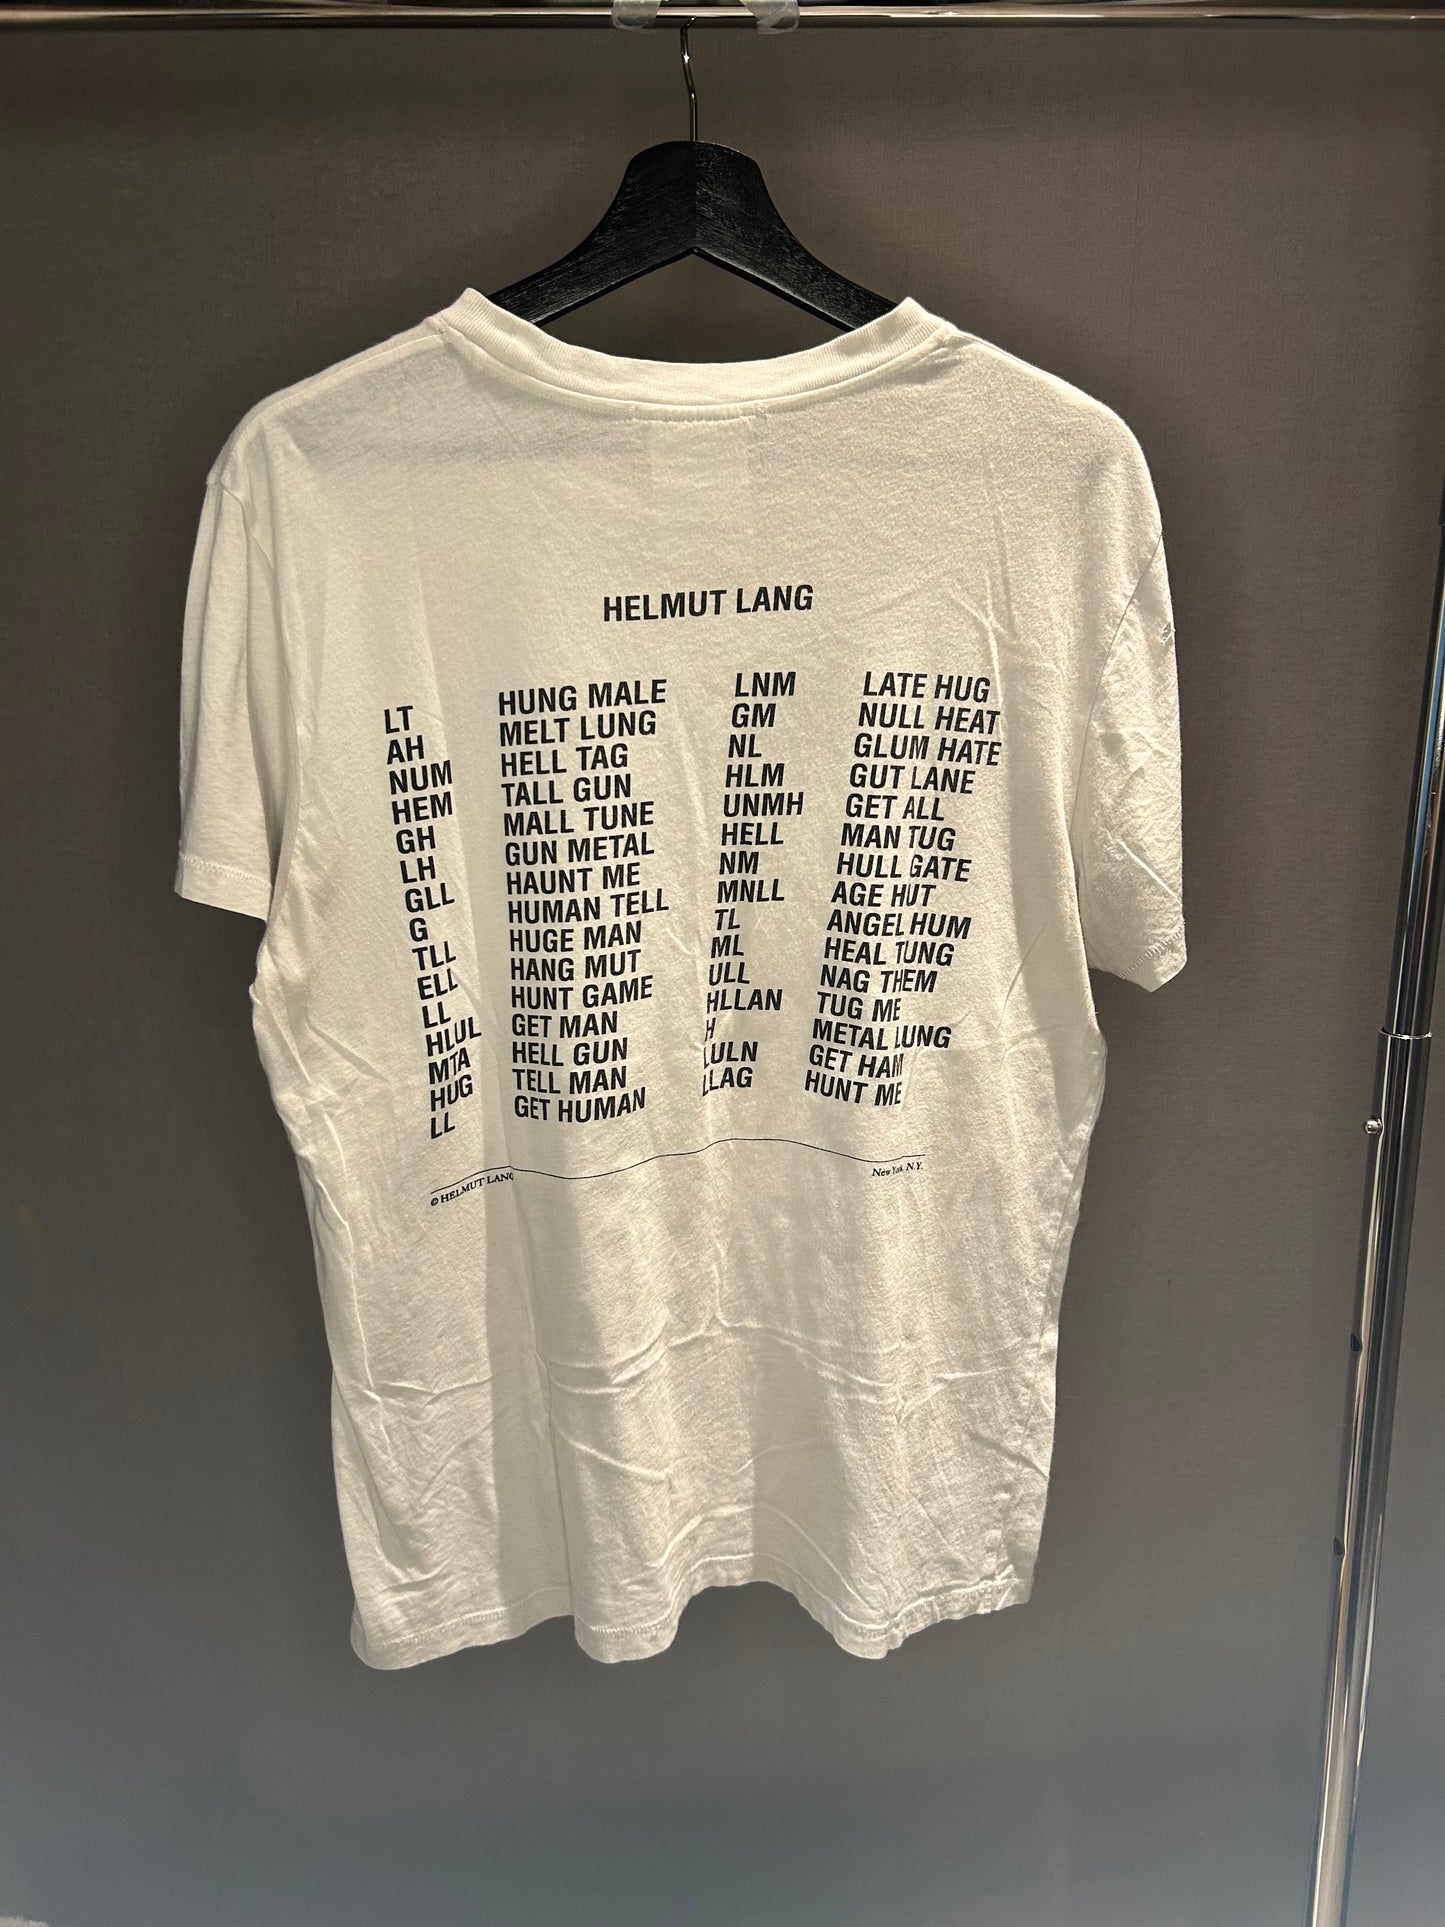 HELMUT LANG
LT HUNG MALE LNM LATE HUG
AH MELT LUNG GM NULL HEAT
NUM HELL TAG NL GLUM HATE
HEM TALL GUN HLM GUT LANE
GH MALL TUNE UNMH GET ALL
LH GUN METAL HELL MAN TUG
GLL HAUNT ME NM HULL GATE
G HUMAN TELL MNLL AGE HUT
TLL HUGE MAN TL ANGEL HUM
ELL HANG MUT ML HEAL TUNG
LL HUNT GAME ULL NAG THEM
HLUL GET MAN HLLAN TUG ME
MTA HELL GUN H METAL LUNG
HUG TELL MAN LULN GET HAM
LL GET HUMAN LLAG HUNT ME
© HELMUT LANG New York N.Y.